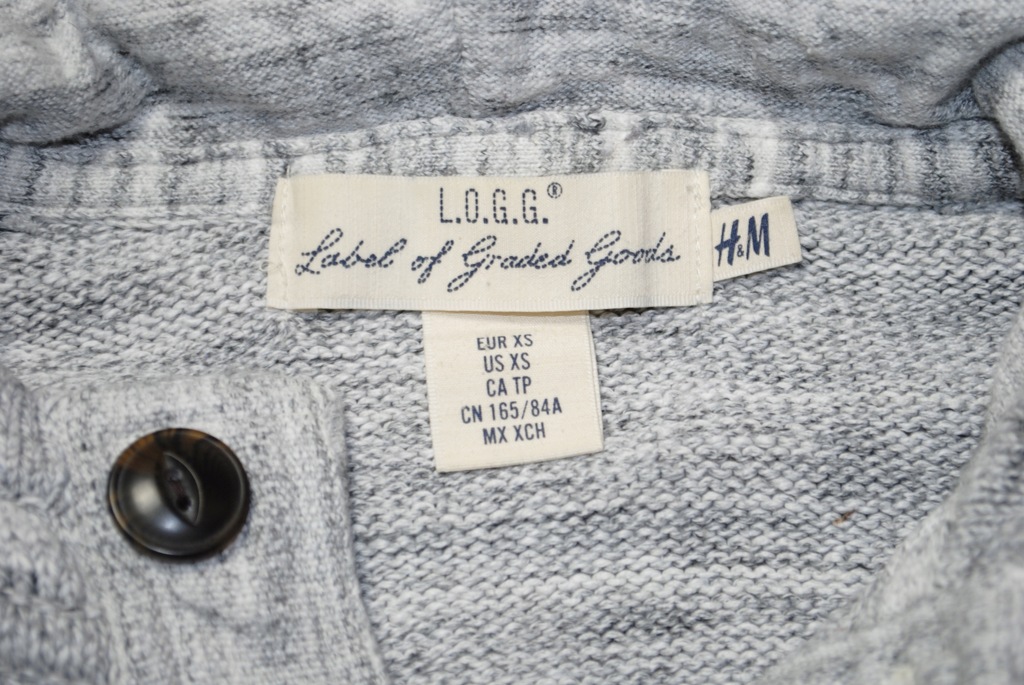 L.O.G.G.®
Label of Graded Goods
H&M
EUR XS
US XS
CA TP
CN 165/84A
MX XCH